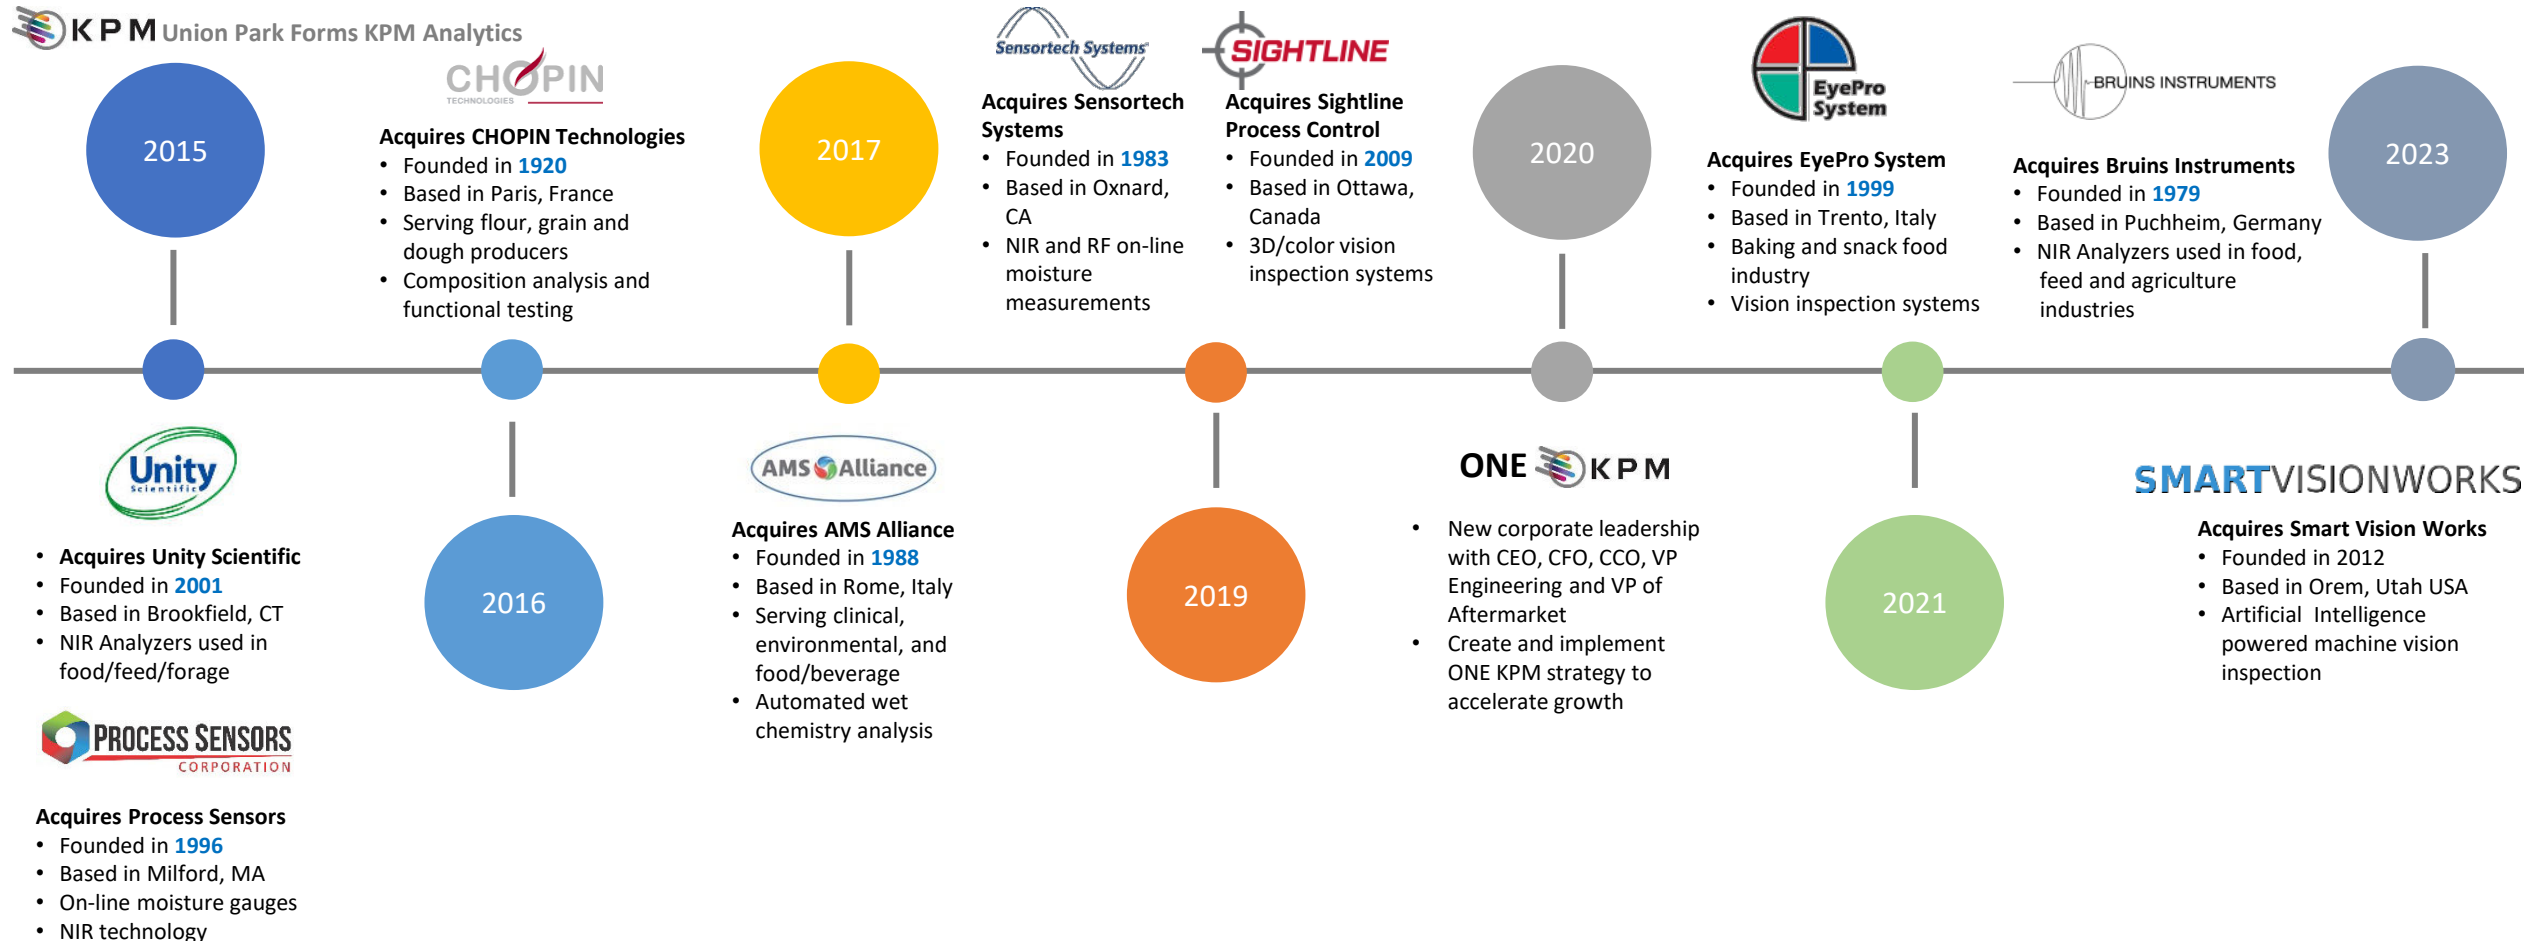 KPM Union Park Forms KPM Analytics
2015
Unity
Scientific
• Acquires Unity Scientific
• Founded in 2001
• Based in Brookfield, CT
• NIR Analyzers used in
food/feed/forage
PROCESS SENSORS
CORPORATION
Acquires Process Sensors
• Founded in 1996
• Based in Milford, MA
• On-line moisture gauges
• NIR technology
CHOPIN
TECHNOLOGIES
Acquires CHOPIN Technologies
• Founded in 1920
• Based in Paris, France
• Serving flour, grain and
dough producers
• Composition analysis and
functional testing
2016
2017
AMS Alliance
Acquires AMS Alliance
• Founded in 1988
• Based in Rome, Italy
• Serving clinical,
environmental, and
food/beverage
• Automated wet
chemistry analysis
Sensortech Systems
Acquires Sensortech
Systems
• Founded in 1983
• Based in Oxnard,
CA
• NIR and RF on-line
moisture
measurements
SIGHTLINE
Acquires Sightline
Process Control
• Founded in 2009
• Based in Ottawa,
Canada
• 3D/color vision
inspection systems
2019
2020
ONE KPM
• New corporate leadership
with CEO, CFO, CCO, VP
Engineering and VP of
Aftermarket
• Create and implement
ONE KPM strategy to
accelerate growth
EyePro
System
Acquires EyePro System
• Founded in 1999
• Based in Trento, Italy
• Baking and snack food
industry
• Vision inspection systems
2021
BRUINS INSTRUMENTS
Acquires Bruins Instruments
• Founded in 1979
• Based in Puchheim, Germany
• NIR Analyzers used in food,
feed and agriculture
industries
2023
SMARTVISIONWORKS
Acquires Smart Vision Works
• Founded in 2012
• Based in Orem, Utah USA
• Artificial Intelligence
powered machine vision
inspection